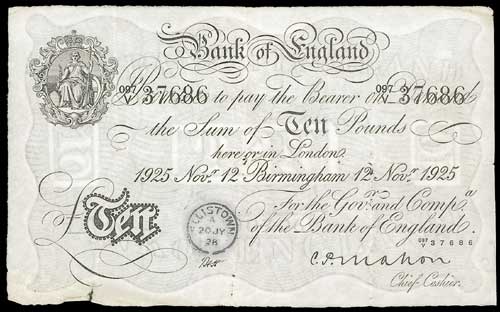 Bank of England
097/V 37686 to pay the Bearer on 097/V 37686
the Sum of Ten Pounds
here or in London.
1925 Novr 12 Birmingham 12 Novr 1925
For the Govr and Compa
of the Bank of England.
097/V 37686
£Ten
ELLISTOWN
A
20 JY
28
C.P. Mahon
Chief Cashier.